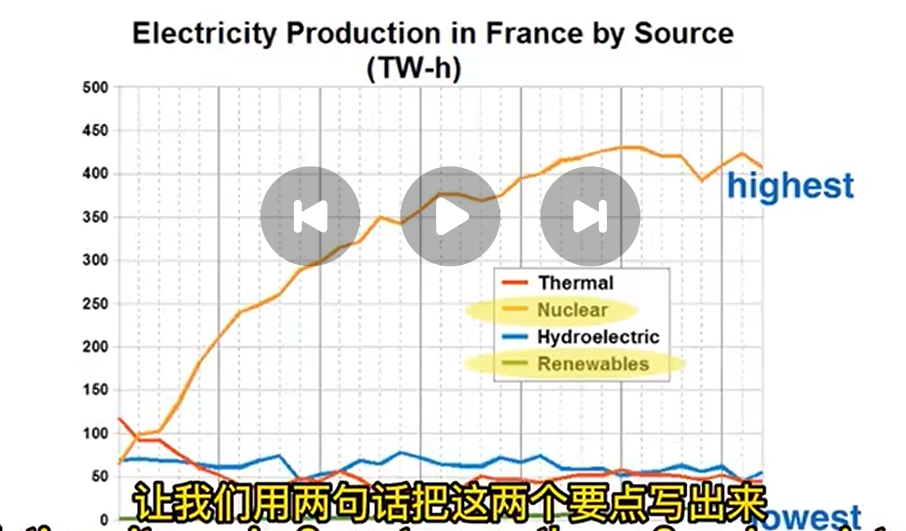 Electricity Production in France by Source
(TW-h)
500
450
400
highest
350
300
Thermal
250
Nuclear
Hydroelectric
200
Renewables
150
100
50
让我们用两句话把这两个要点写出来
0
lowest